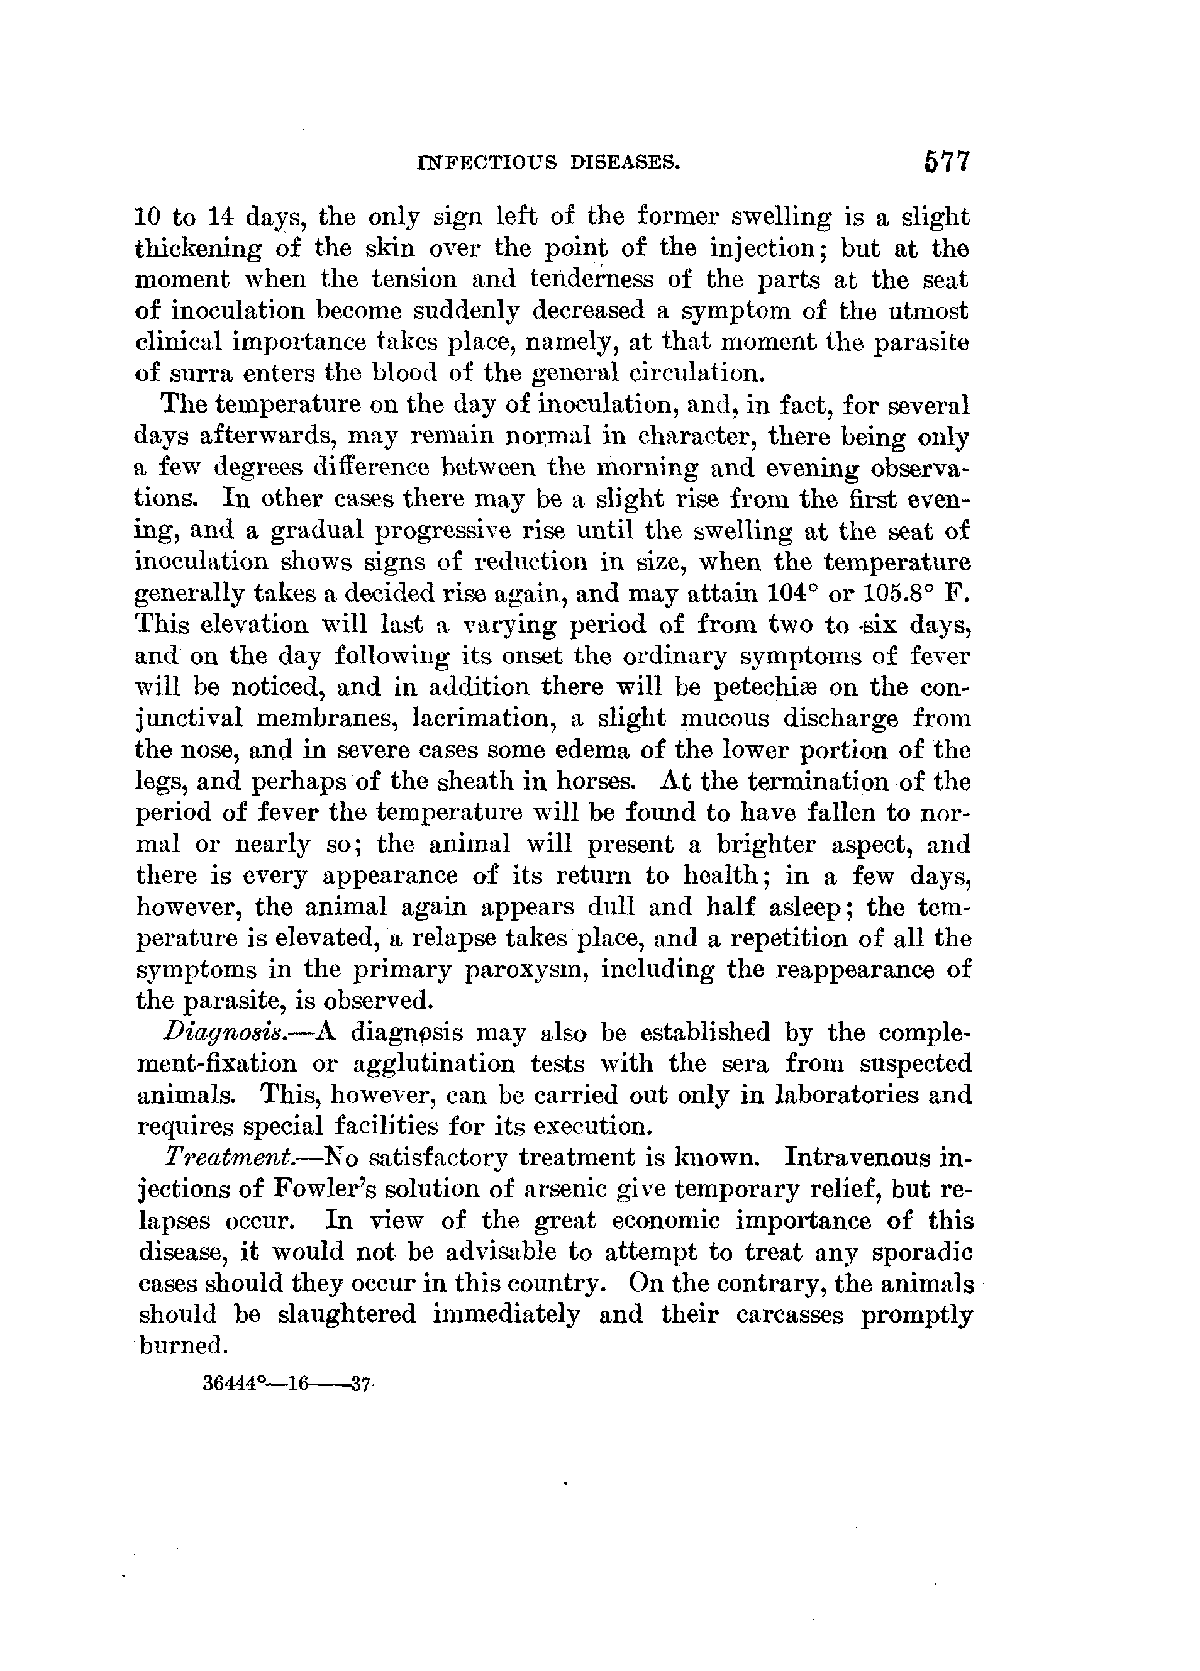 INFECTIOUS DISEASES. 577
10 to 14 days, the only sign left of the former swelling is a slight
thickening of the skin over the point of the injection; but at the
moment when the tension and tenderness of the parts at the seat
of inoculation become suddenly decreased a symptom of the utmost
clinical importance takes place, namely, at that moment the parasite
of surra enters the blood of the general circulation.
The temperature on the day of inoculation, and, in fact, for several
days afterwards, may remain normal in character, there being only
a few degrees difference between the morning and evening observa-
tions. In other cases there may be a slight rise from the first even-
ing, and a gradual progressive rise until the swelling at the seat of
inoculation shows signs of reduction in size, when the temperature
generally takes a decided rise again, and may attain 104° or 105.8° F.
This elevation will last a varying period of from two to six days,
and on the day following its onset the ordinary symptoms of fever
will be noticed, and in addition there will be petechiæ on the con-
junctival membranes, lacrimation, a slight mucous discharge from
the nose, and in severe cases some edema of the lower portion of the
legs, and perhaps of the sheath in horses. At the termination of the
period of fever the temperature will be found to have fallen to nor-
mal or nearly so; the animal will present a brighter aspect, and
there is every appearance of its return to health; in a few days,
however, the animal again appears dull and half asleep; the tem-
perature is elevated, a relapse takes place, and a repetition of all the
symptoms in the primary paroxysm, including the reappearance of
the parasite, is observed.
Diagnosis.—A diagnosis may also be established by the comple-
ment-fixation or agglutination tests with the sera from suspected
animals. This, however, can be carried out only in laboratories and
requires special facilities for its execution.
Treatment.—No satisfactory treatment is known. Intravenous in-
jections of Fowler's solution of arsenic give temporary relief, but re-
lapses occur. In view of the great economic importance of this
disease, it would not be advisable to attempt to treat any sporadic
cases should they occur in this country. On the contrary, the animals
should be slaughtered immediately and their carcasses promptly
burned.
36444°—16——37